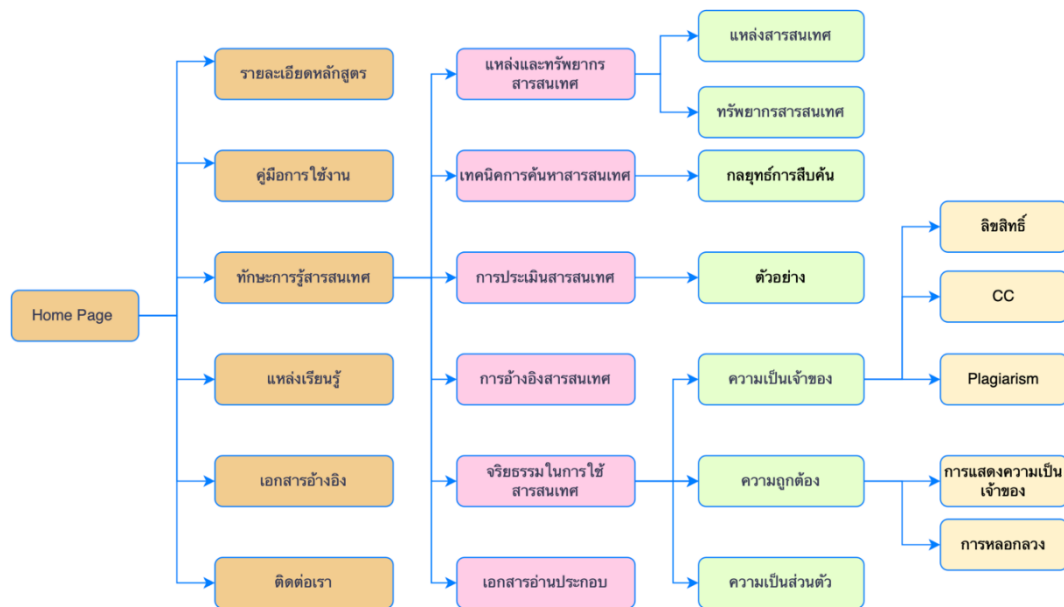 Home Page
รายละเอียดหลักสูตร
คู่มือการใช้งาน
ทักษะการรู้สารสนเทศ
แหล่งเรียนรู้
เอกสารอ้างอิง
ติดต่อเรา
แหล่งและทรัพยากร
สารสนเทศ
เทคนิคการค้นหาสารสนเทศ
การประเมินสารสนเทศ
การอ้างอิงสารสนเทศ
จริยธรรมในการใช้
สารสนเทศ
เอกสารอ่านประกอบ
แหล่งสารสนเทศ
ทรัพยากรสารสนเทศ
กลยุทธ์การสืบค้น
ตัวอย่าง
ความเป็นเจ้าของ
ความถูกต้อง
ความเป็นส่วนตัว
ลิขสิทธิ์
CC
Plagiarism
การแสดงความเป็น
เจ้าของ
การหลอกลวง